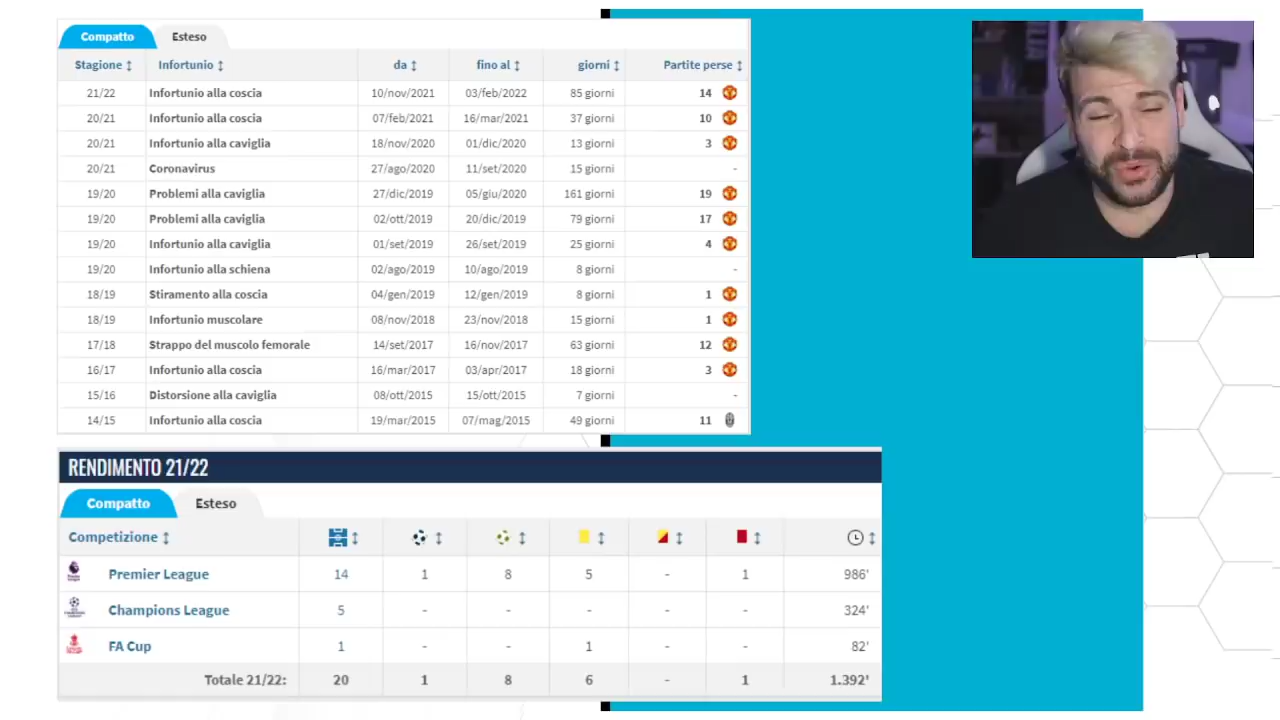 Compatto Esteso
Stagione Infortunio da fino al giorni Partite perse
21/22 Infortunio alla coscia 10/nov/2021 03/feb/2022 85 giorni 14
20/21 Infortunio alla coscia 07/feb/2021 16/mar/2021 37 giorni 10
20/21 Infortunio alla caviglia 18/nov/2020 01/dic/2020 13 giorni 3
20/21 Coronavirus 27/ago/2020 11/set/2020 15 giorni -
19/20 Problemi alla caviglia 27/dic/2019 05/giu/2020 161 giorni 19
19/20 Problemi alla caviglia 02/ott/2019 20/dic/2019 79 giorni 17
19/20 Infortunio alla caviglia 01/set/2019 26/set/2019 25 giorni 4
19/20 Infortunio alla schiena 02/ago/2019 10/ago/2019 8 giorni -
18/19 Stiramento alla coscia 04/gen/2019 12/gen/2019 8 giorni 1
18/19 Infortunio muscolare 08/nov/2018 23/nov/2018 15 giorni 1
17/18 Strappo del muscolo femorale 14/set/2017 16/nov/2017 63 giorni 12
16/17 Infortunio alla coscia 16/mar/2017 03/apr/2017 18 giorni 3
15/16 Distorsione alla caviglia 08/ott/2015 15/ott/2015 7 giorni -
14/15 Infortunio alla coscia 19/mar/2015 07/mag/2015 49 giorni 11
RENDIMENTO 21/22
Compatto Esteso
Competizione
Premier League 14 1 8 5 - 1 986'
Champions League 5 - - - - - 324'
FA Cup 1 - - 1 - - 82'
Totale 21/22: 20 1 8 6 - 1 1.392'